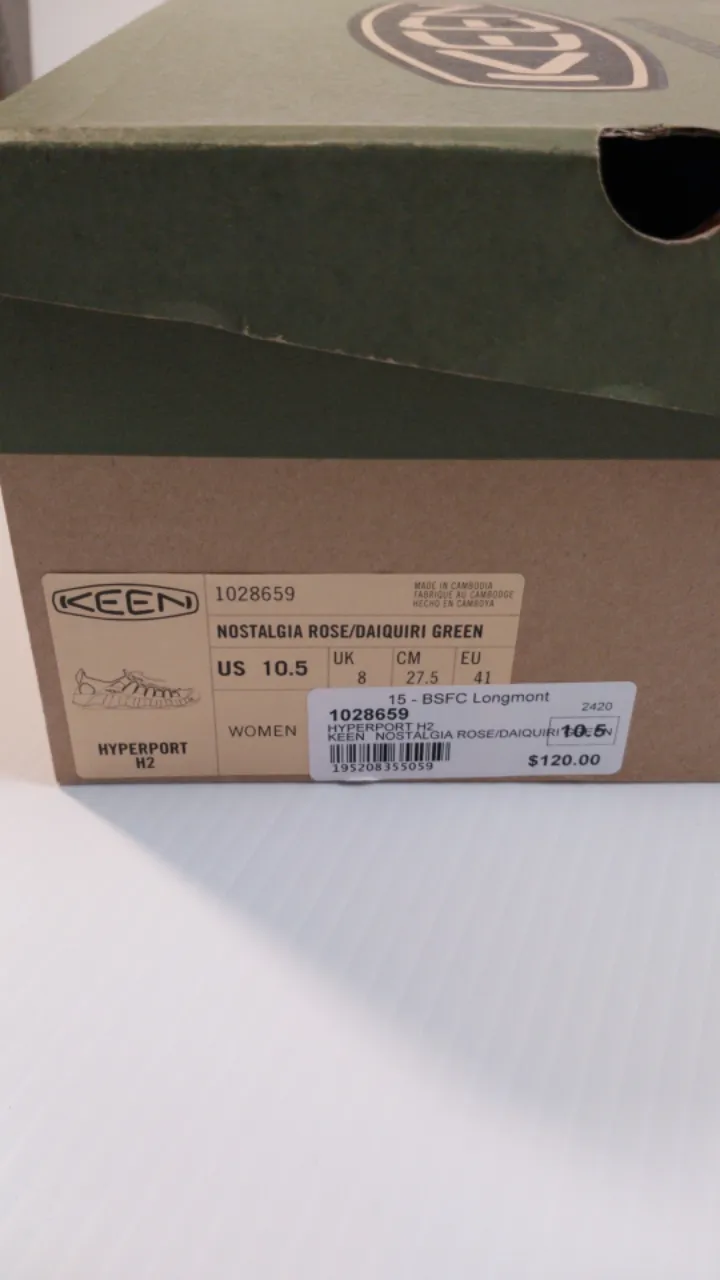 KEEN
KEEN
1028659
MADE IN CAMBODIA
FABRIQUE AU CAMBODGE
HECHO EN CAMBOYA
NOSTALGIA ROSE/DAIQUIRI GREEN
US 10.5
UK 8
CM 27.5
EU 41
WOMEN
HYPERPORT
H2
15 - BSFC Longmont
1028659
2420
HYPERPORT H2
KEEN NOSTALGIA ROSE/DAIQUIRI GREEN
10.5
195208355059
$120.00